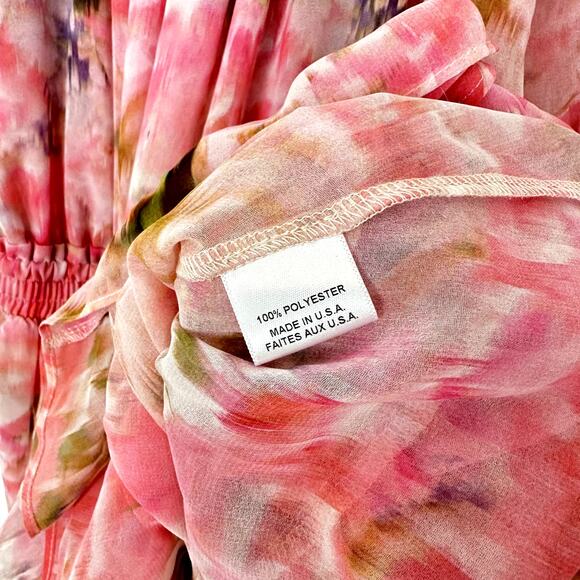 100% POLYESTER
MADE IN U.S.A.
FAITES AUX U.S.A.